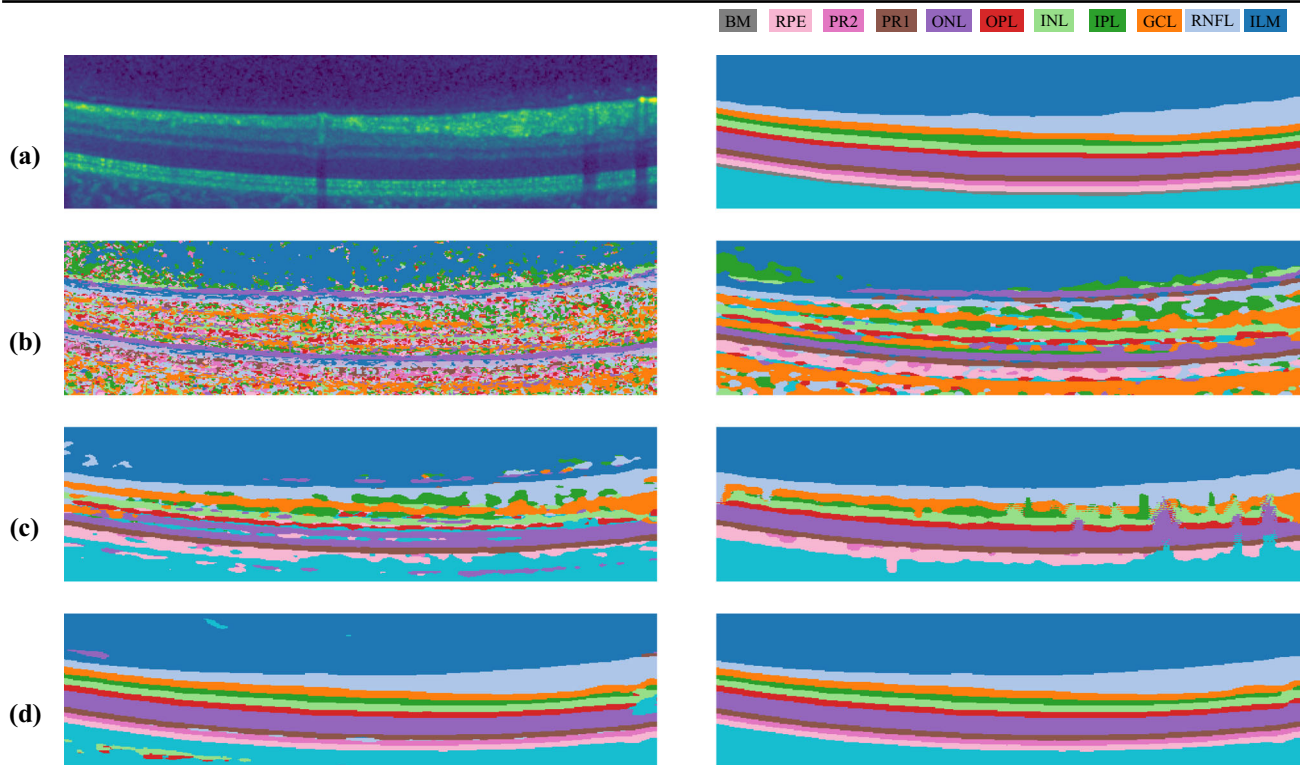 BM RPE PR2 PR1 ONL OPL INL IPL GCL RNFL ILM
(a)
(b)
(c)
(d)